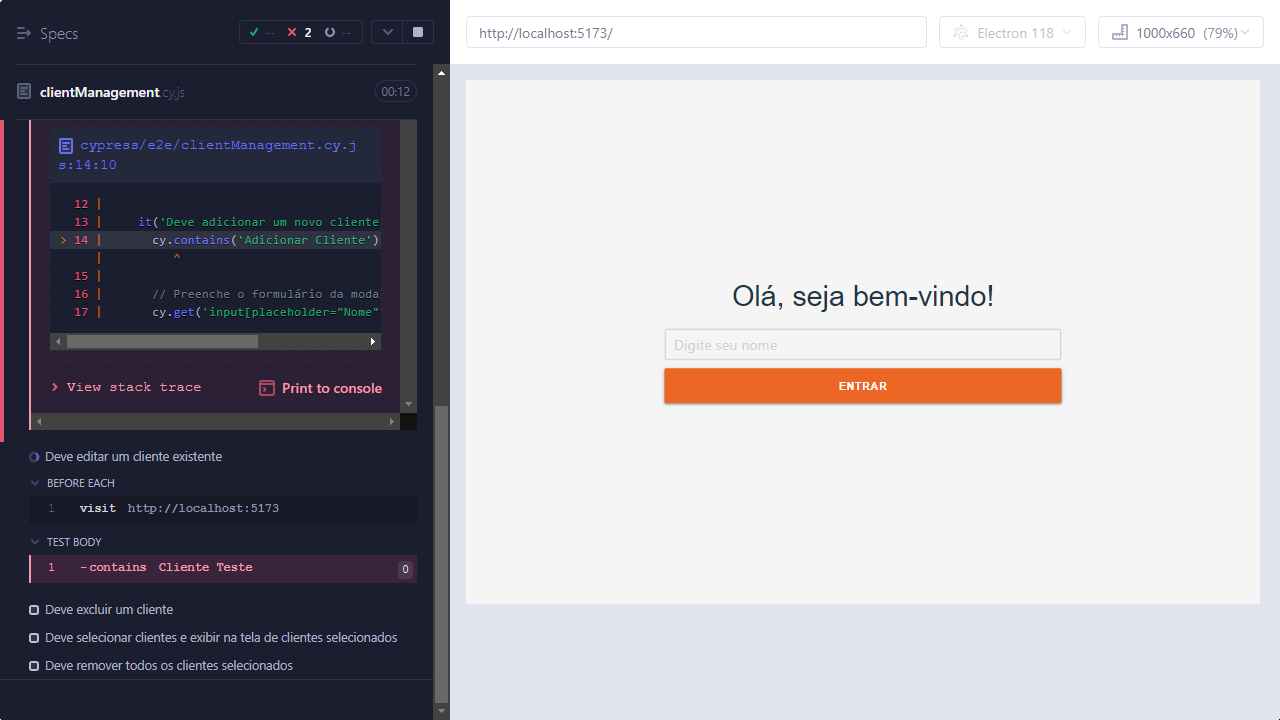 Specs
-- 2 --
clientManagement.cy.js
00:12
cypress/e2e/clientManagement.cy.j
s:14:10
12 |
13 | it('Deve adicionar um novo cliente
> 14 | cy.contains('Adicionar Cliente')
| ^
15 |
16 | // Preenche o formulário da moda
17 | cy.get('input[placeholder="Nome"
View stack trace
Print to console
Deve editar um cliente existente
BEFORE EACH
1 visit http://localhost:5173
TEST BODY
1 -contains Cliente Teste 0
Deve excluir um cliente
Deve selecionar clientes e exibir na tela de clientes selecionados
Deve remover todos os clientes selecionados
http://localhost:5173/
Electron 118
1000x660 (79%)
Olá, seja bem-vindo!
Digite seu nome
ENTRAR